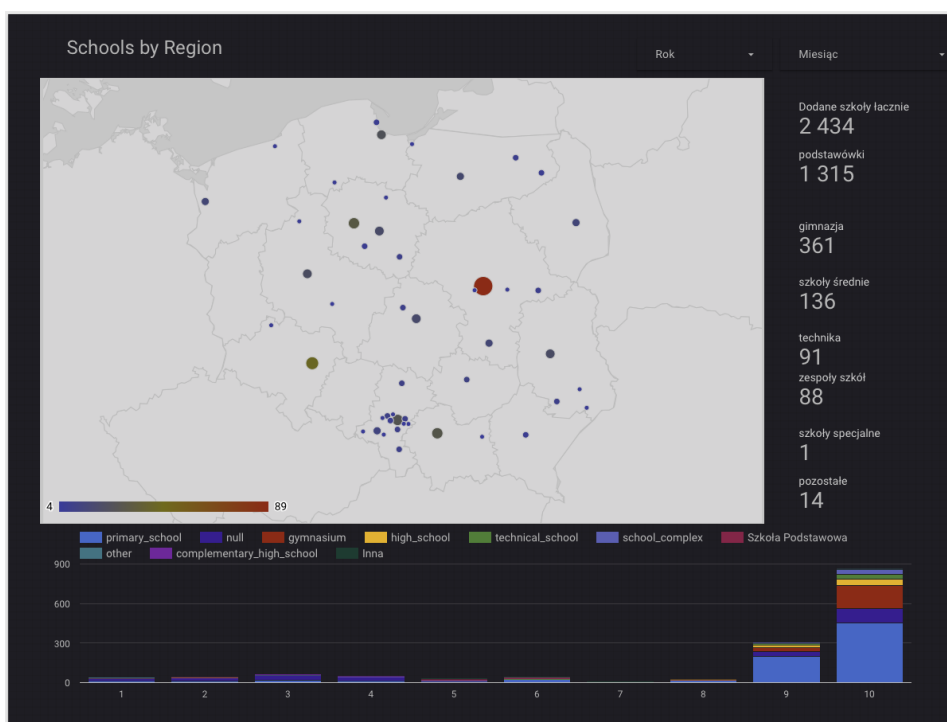 Schools by Region
Rok
Miesiąc
Dodane szkoły łacznie
2 434
podstawówki
1 315
gimnazja
361
szkoły średnie
136
technika
91
zespoły szkół
88
szkoły specjalne
1
pozostałe
14
4
89
primary_school null gymnasium high_school technical_school school_complex Szkoła Podstawowa
other complementary_high_school Inna
900
600
300
0
1 2 3 4 5 6 7 8 9 10